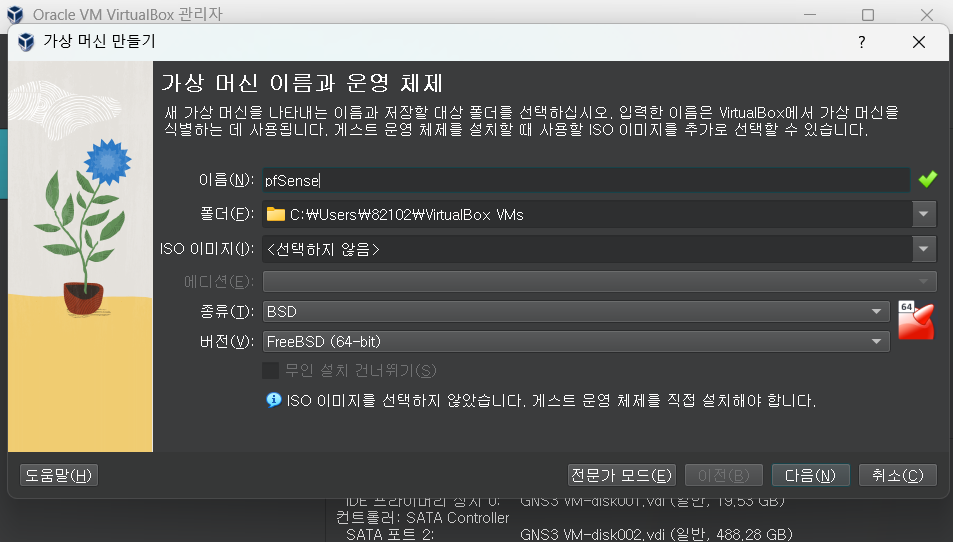 Oracle VM VirtualBox 관리자
가상 머신 만들기
?
가상 머신 이름과 운영 체제
새 가상 머신을 나타내는 이름과 저장할 대상 폴더를 선택하십시오. 입력한 이름은 VirtualBox에서 가상 머신을
식별하는 데 사용됩니다. 게스트 운영 체제를 설치할 때 사용할 ISO 이미지를 추가로 선택할 수 있습니다.
이름(N): pfSense
폴더(F): C:₩Users₩82102₩VirtualBox VMs
ISO 이미지(I): <선택하지 않음>
에디션(E):
종류(T): BSD
64
버전(V): FreeBSD (64-bit)
무인 설치 건너뛰기(S)
ISO 이미지를 선택하지 않았습니다. 게스트 운영 체제를 직접 설치해야 합니다.
도움말(H) 전문가 모드(E) 이전(B) 다음(N) 취소(C)
IDE 프라이머리 장치 0: GNS3 VM-disk001.vdi (일반, 19.53 GB)
컨트롤러: SATA Controller
SATA 포트 2: GNS3 VM-disk002.vdi (일반, 488.28 GB)